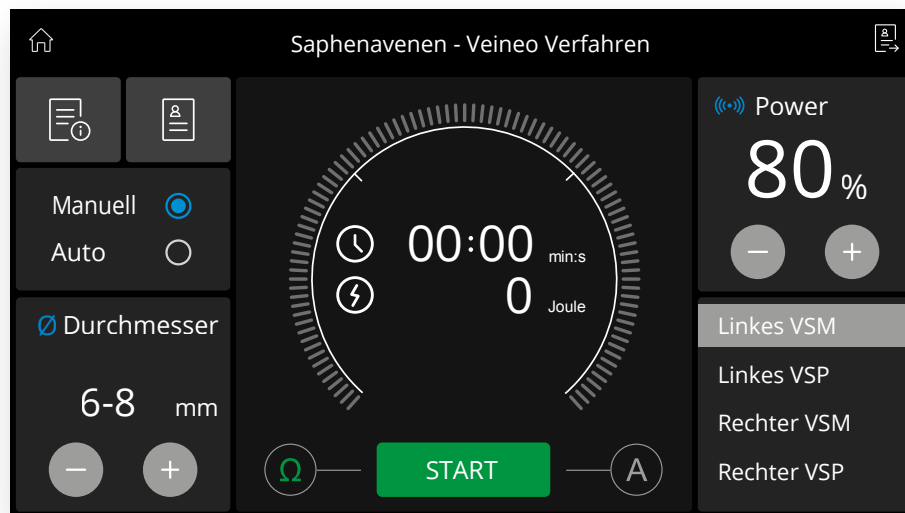 Saphenavenen - Veineo Verfahren
Manuell
Auto
Ø Durchmesser
6-8 mm
00:00 min:s
0 Joule
Ω
START
A
Power
80 %
Linkes VSM
Linkes VSP
Rechter VSM
Rechter VSP